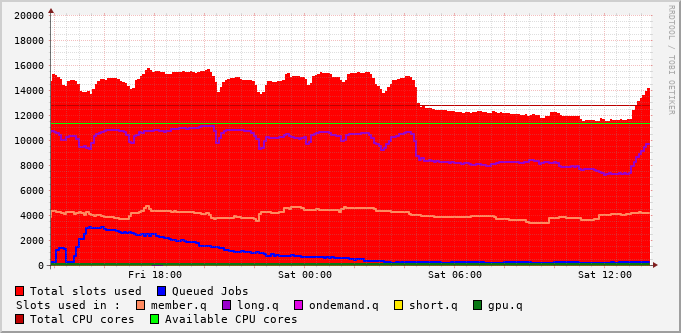 20000
18000
16000
14000
12000
10000
8000
6000
4000
2000
0
Fri 18:00 Sat 00:00 Sat 06:00 Sat 12:00
RRDTOOL / TOBI OETIKER
Total slots used Queued Jobs
Slots used in : member.q long.q ondemand.q short.q gpu.q
Total CPU cores Available CPU cores